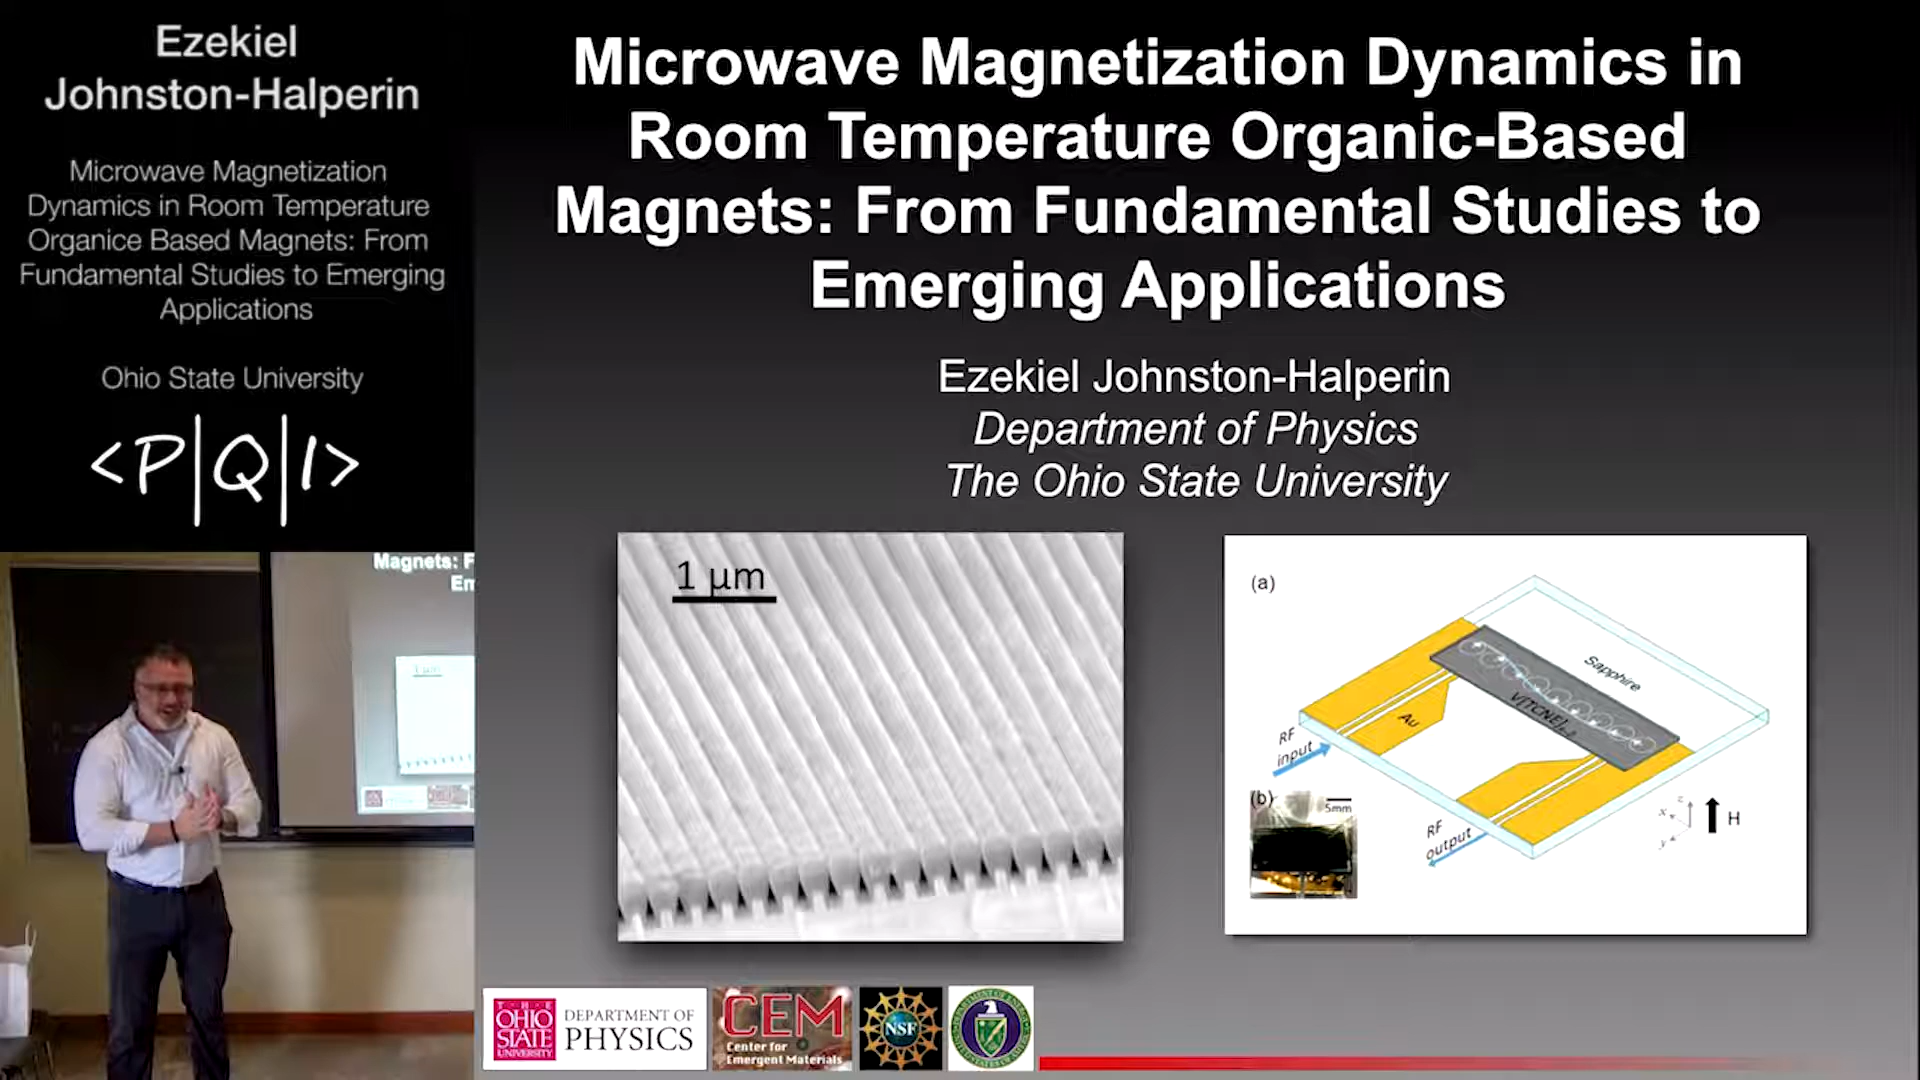 Ezekiel
Johnston-Halperin
Microwave Magnetization
Dynamics in Room Temperature
Organice Based Magnets: From
Fundamental Studies to Emerging
Applications
Ohio State University
<P|Q|I>
Magnets: F
Em
1 µm
Microwave Magnetization Dynamics in
Room Temperature Organic-Based
Magnets: From Fundamental Studies to
Emerging Applications
Ezekiel Johnston-Halperin
Department of Physics
The Ohio State University
1 µm
(a)
Sapphire
V[TCNE]
Au
RF
input
(b)
5mm
RF
output
z
x
y
H
THE
OHIO
STATE
UNIVERSITY
DEPARTMENT OF
PHYSICS
CEM
Center for
Emergent Materials
NSF